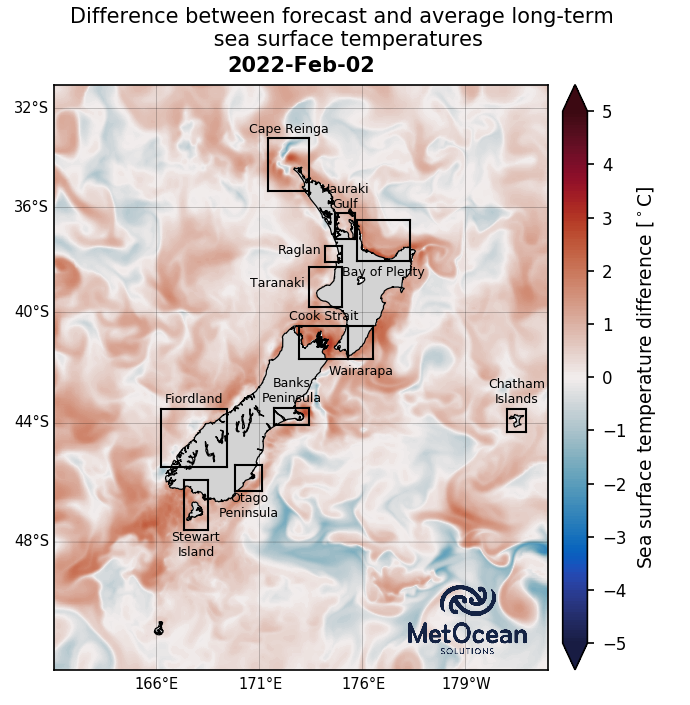 Difference between forecast and average long-term
sea surface temperatures
2022-Feb-02
32°S
36°S
40°S
44°S
48°S
Cape Reinga
Hauraki
Gulf
Raglan
Bay of Plenty
Taranaki
Cook Strait
Wairarapa
Banks
Peninsula
Fiordland
Chatham
Islands
Otago
Peninsula
Stewart
Island
MetOcean
SOLUTIONS
166°E
171°E
176°E
179°W
5
4
3
2
1
0
−1
−2
−3
−4
−5
Sea surface temperature difference [°C]